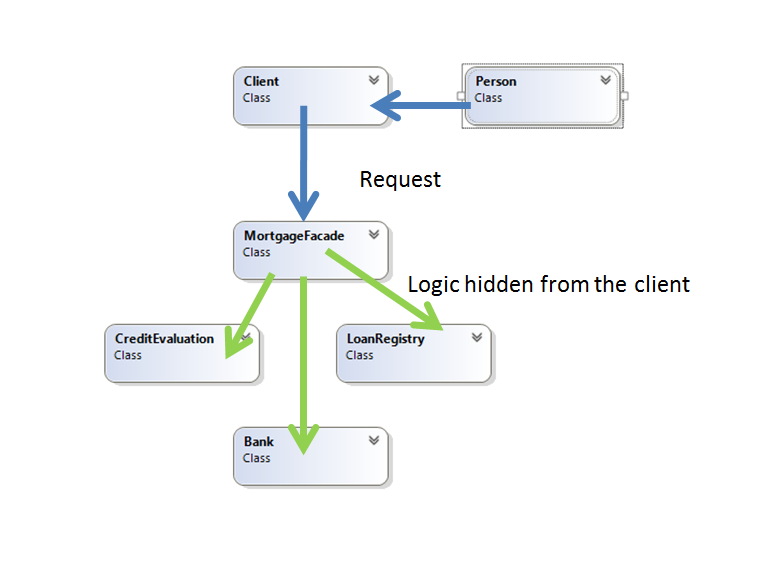 Client
Class
Person
Class
Request
MortgageFacade
Class
Logic hidden from the client
CreditEvaluation
Class
LoanRegistry
Class
Bank
Class